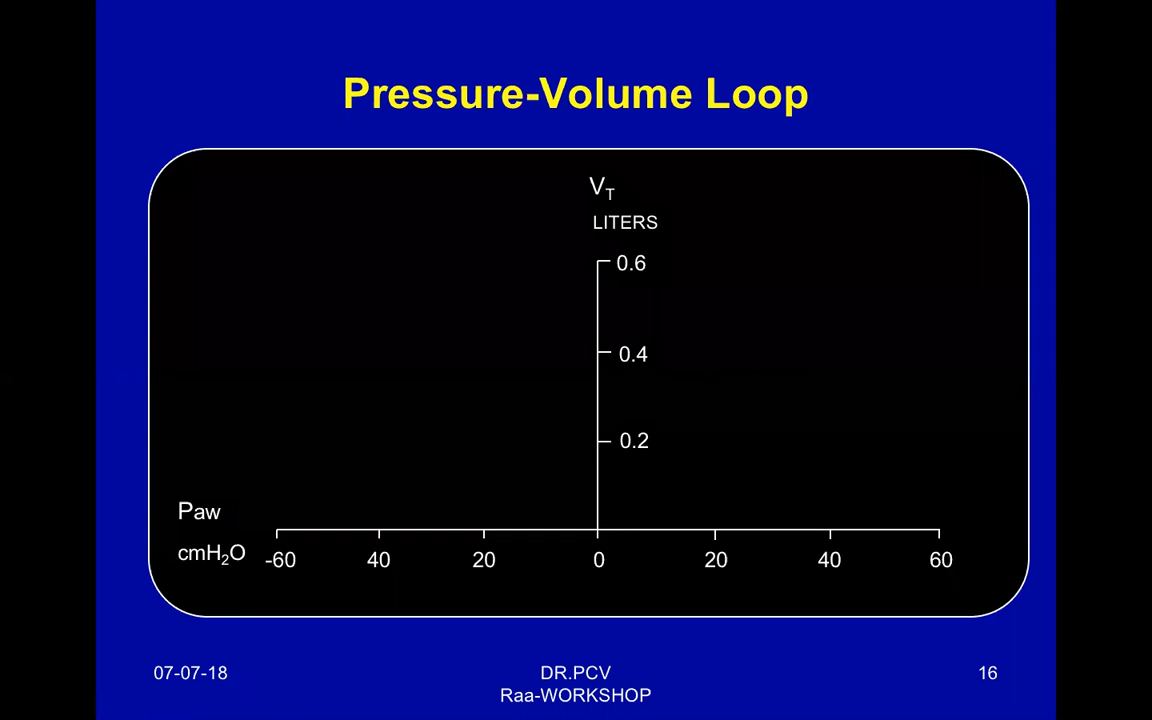 Pressure-Volume Loop
V_T
LITERS
0.6
0.4
0.2
Paw
cmH₂O
-60 40 20 0 20 40 60
07-07-18 DR.PCV 16
Raa-WORKSHOP